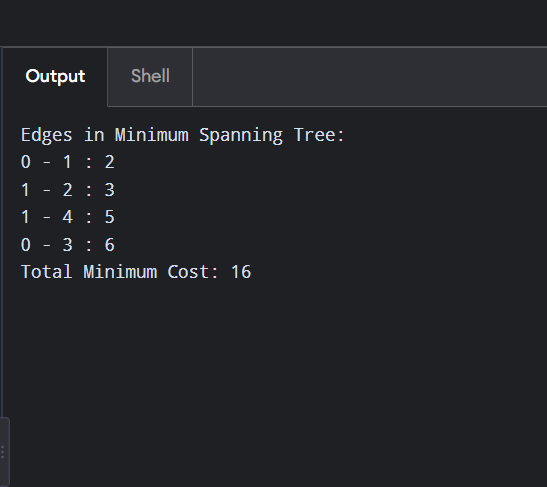 Output Shell
Edges in Minimum Spanning Tree:
0 - 1 : 2
1 - 2 : 3
1 - 4 : 5
0 - 3 : 6
Total Minimum Cost: 16